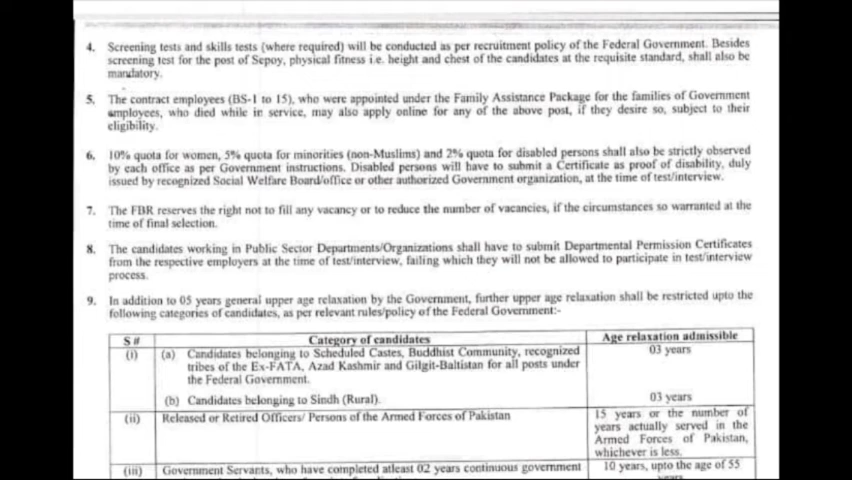 4. Screening tests and skills tests (where required) will be conducted as per recruitment policy of the Federal Government. Besides
screening test for the post of Sepoy, physical fitness i.e. height and chest of the candidates at the requisite standard, shall also be
mandatory.
5. The contract employees (BS-1 to 15), who were appointed under the Family Assistance Package for the families of Government
employees, who died while in service, may also apply online for any of the above post, if they desire so, subject to their
eligibility.
6. 10% quota for women, 5% quota for minorities (non-Muslims) and 2% quota for disabled persons shall also be strictly observed
by each office as per Government instructions. Disabled persons will have to submit a Certificate as proof of disability, duly
issued by recognized Social Welfare Board/office or other authorized Government organization, at the time of test/interview.
7. The FBR reserves the right not to fill any vacancy or to reduce the number of vacancies, if the circumstances so warranted at the
time of final selection.
8. The candidates working in Public Sector Departments/Organizations shall have to submit Departmental Permission Certificates
from the respective employers at the time of test/interview, failing which they will not be allowed to participate in test/interview
process.
9. In addition to 05 years general upper age relaxation by the Government, further upper age relaxation shall be restricted upto the
following categories of candidates, as per relevant rules/policy of the Federal Government:-
S # Category of candidates Age relaxation admissible
(i) (a) Candidates belonging to Scheduled Castes, Buddhist Community, recognized 03 years
tribes of the Ex-FATA, Azad Kashmir and Gilgit-Baltistan for all posts under
the Federal Government.
(b) Candidates belonging to Sindh (Rural). 03 years
(ii) Released or Retired Officers/ Persons of the Armed Forces of Pakistan 15 years or the number of
years actually served in the
Armed Forces of Pakistan,
whichever is less.
(iii) Government Servants, who have completed atleast 02 years continuous government 10 years, upto the age of 55